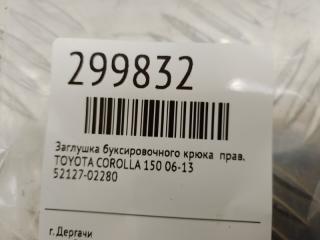 299832
Заглушка буксировочного крюка прав.
TOYOTA COROLLA 150 06-13
52127-02280
г. Дергачи